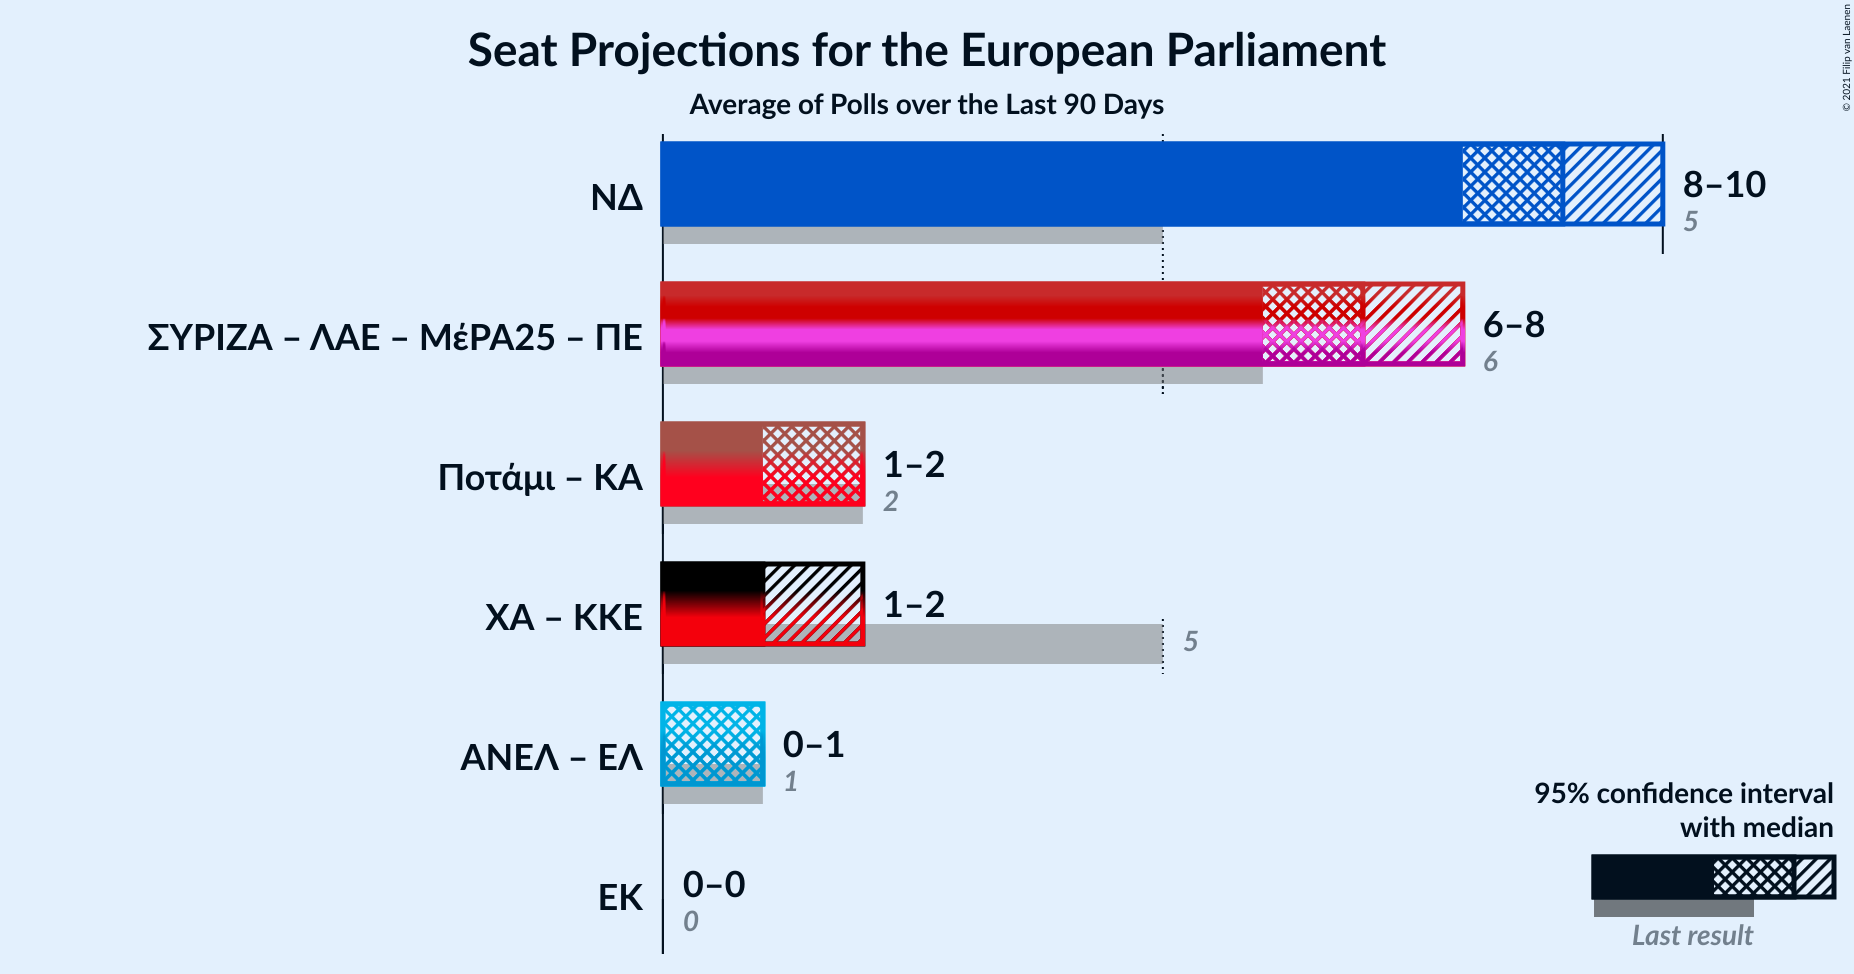 Seat Projections for the European Parliament
Average of Polls over the Last 90 Days
© 2021 Filip van Laenen
ΝΔ
8–10
5
ΣΥΡΙΖΑ – ΛΑΕ – ΜέΡΑ25 – ΠΕ
6–8
6
Ποτάμι – ΚΑ
1–2
2
ΧΑ – ΚΚΕ
1–2
5
ΑΝΕΛ – ΕΛ
0–1
1
ΕΚ
0–0
0
95% confidence interval
with median
Last result